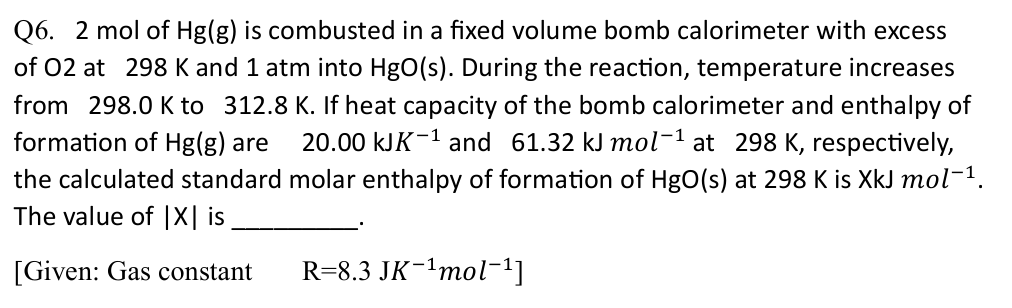 Q6. 2 mol of Hg(g) is combusted in a fixed volume bomb calorimeter with excess
of O2 at 298 K and 1 atm into HgO(s). During the reaction, temperature increases
from 298.0 K to 312.8 K. If heat capacity of the bomb calorimeter and enthalpy of
formation of Hg(g) are 20.00 kJK⁻¹ and 61.32 kJ mol⁻¹ at 298 K, respectively,
the calculated standard molar enthalpy of formation of HgO(s) at 298 K is XkJ mol⁻¹.
The value of |X| is _________.
[Given: Gas constant R=8.3 JK⁻¹mol⁻¹]